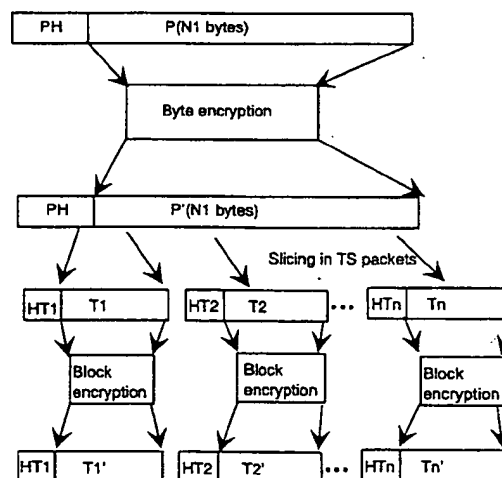 PH P(N1 bytes)
Byte encryption
PH P'(N1 bytes)
Slicing in TS packets
HT1 T1 HT2 T2 ... HTn Tn
Block encryption Block encryption Block encryption
HT1 T1' HT2 T2' ... HTn Tn'